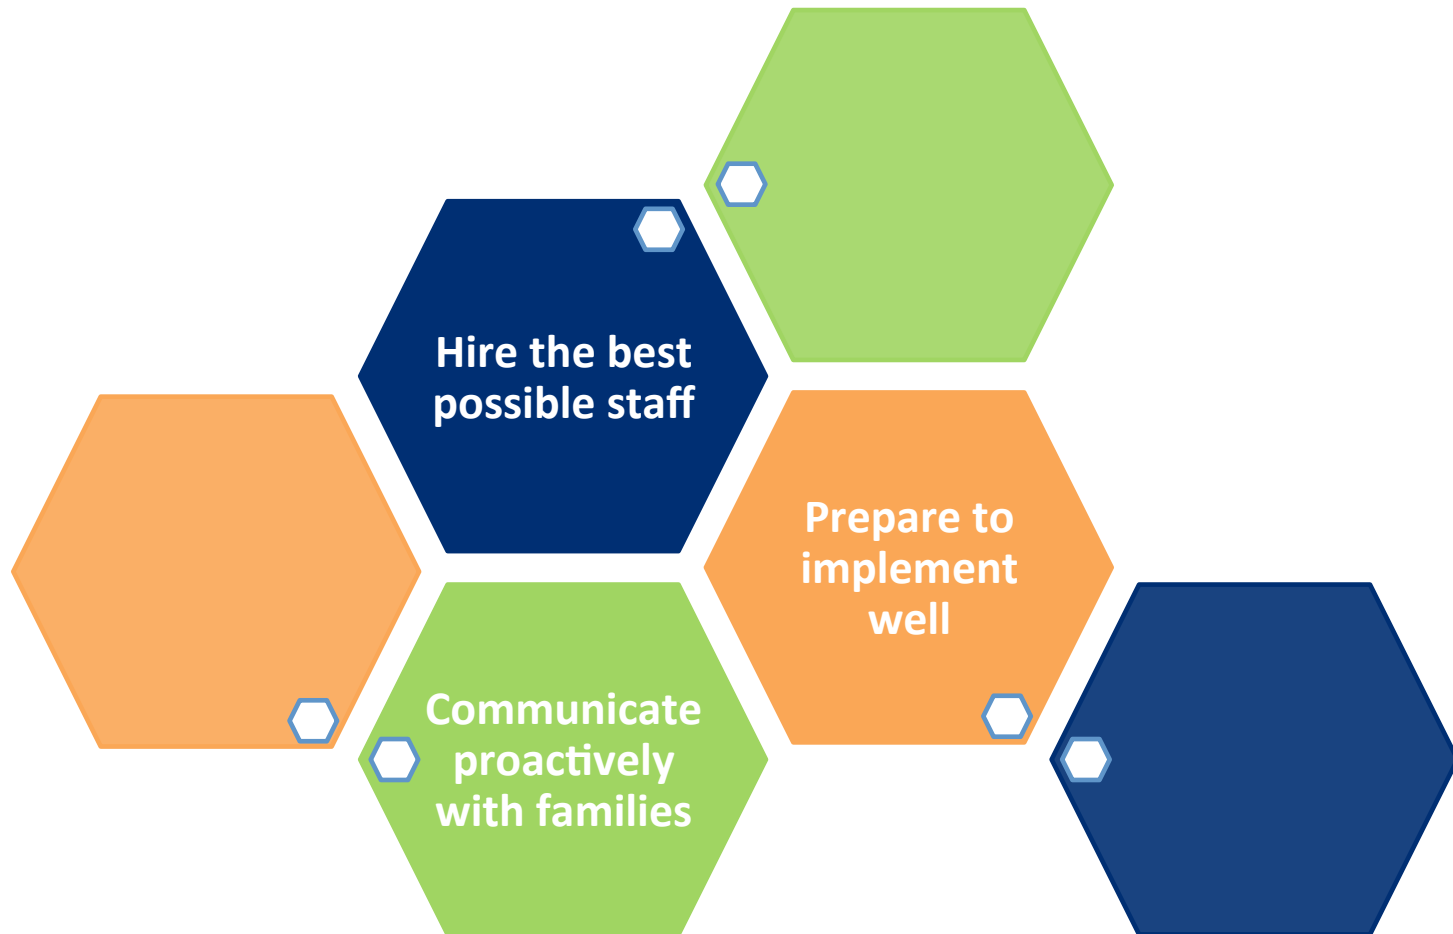 Hire the best
possible staff
Prepare to
implement
well
Communicate
proactively
with families